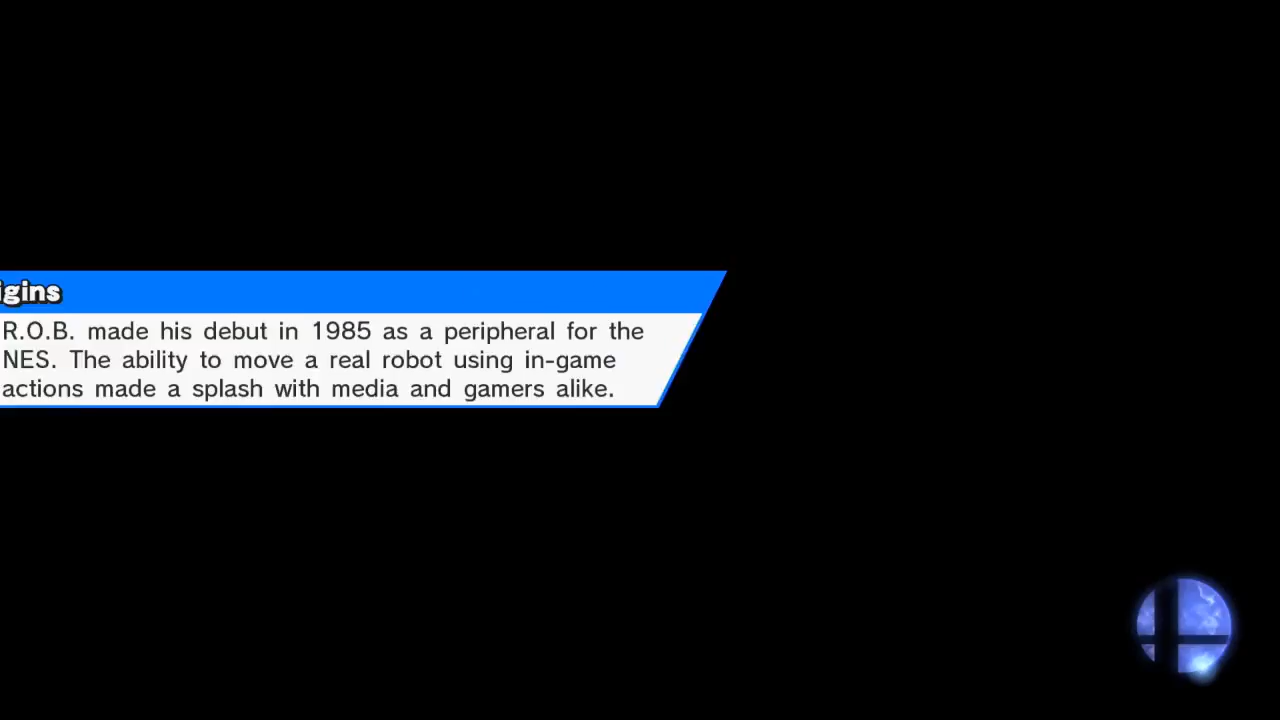 igins
R.O.B. made his debut in 1985 as a peripheral for the
NES. The ability to move a real robot using in-game
actions made a splash with media and gamers alike.